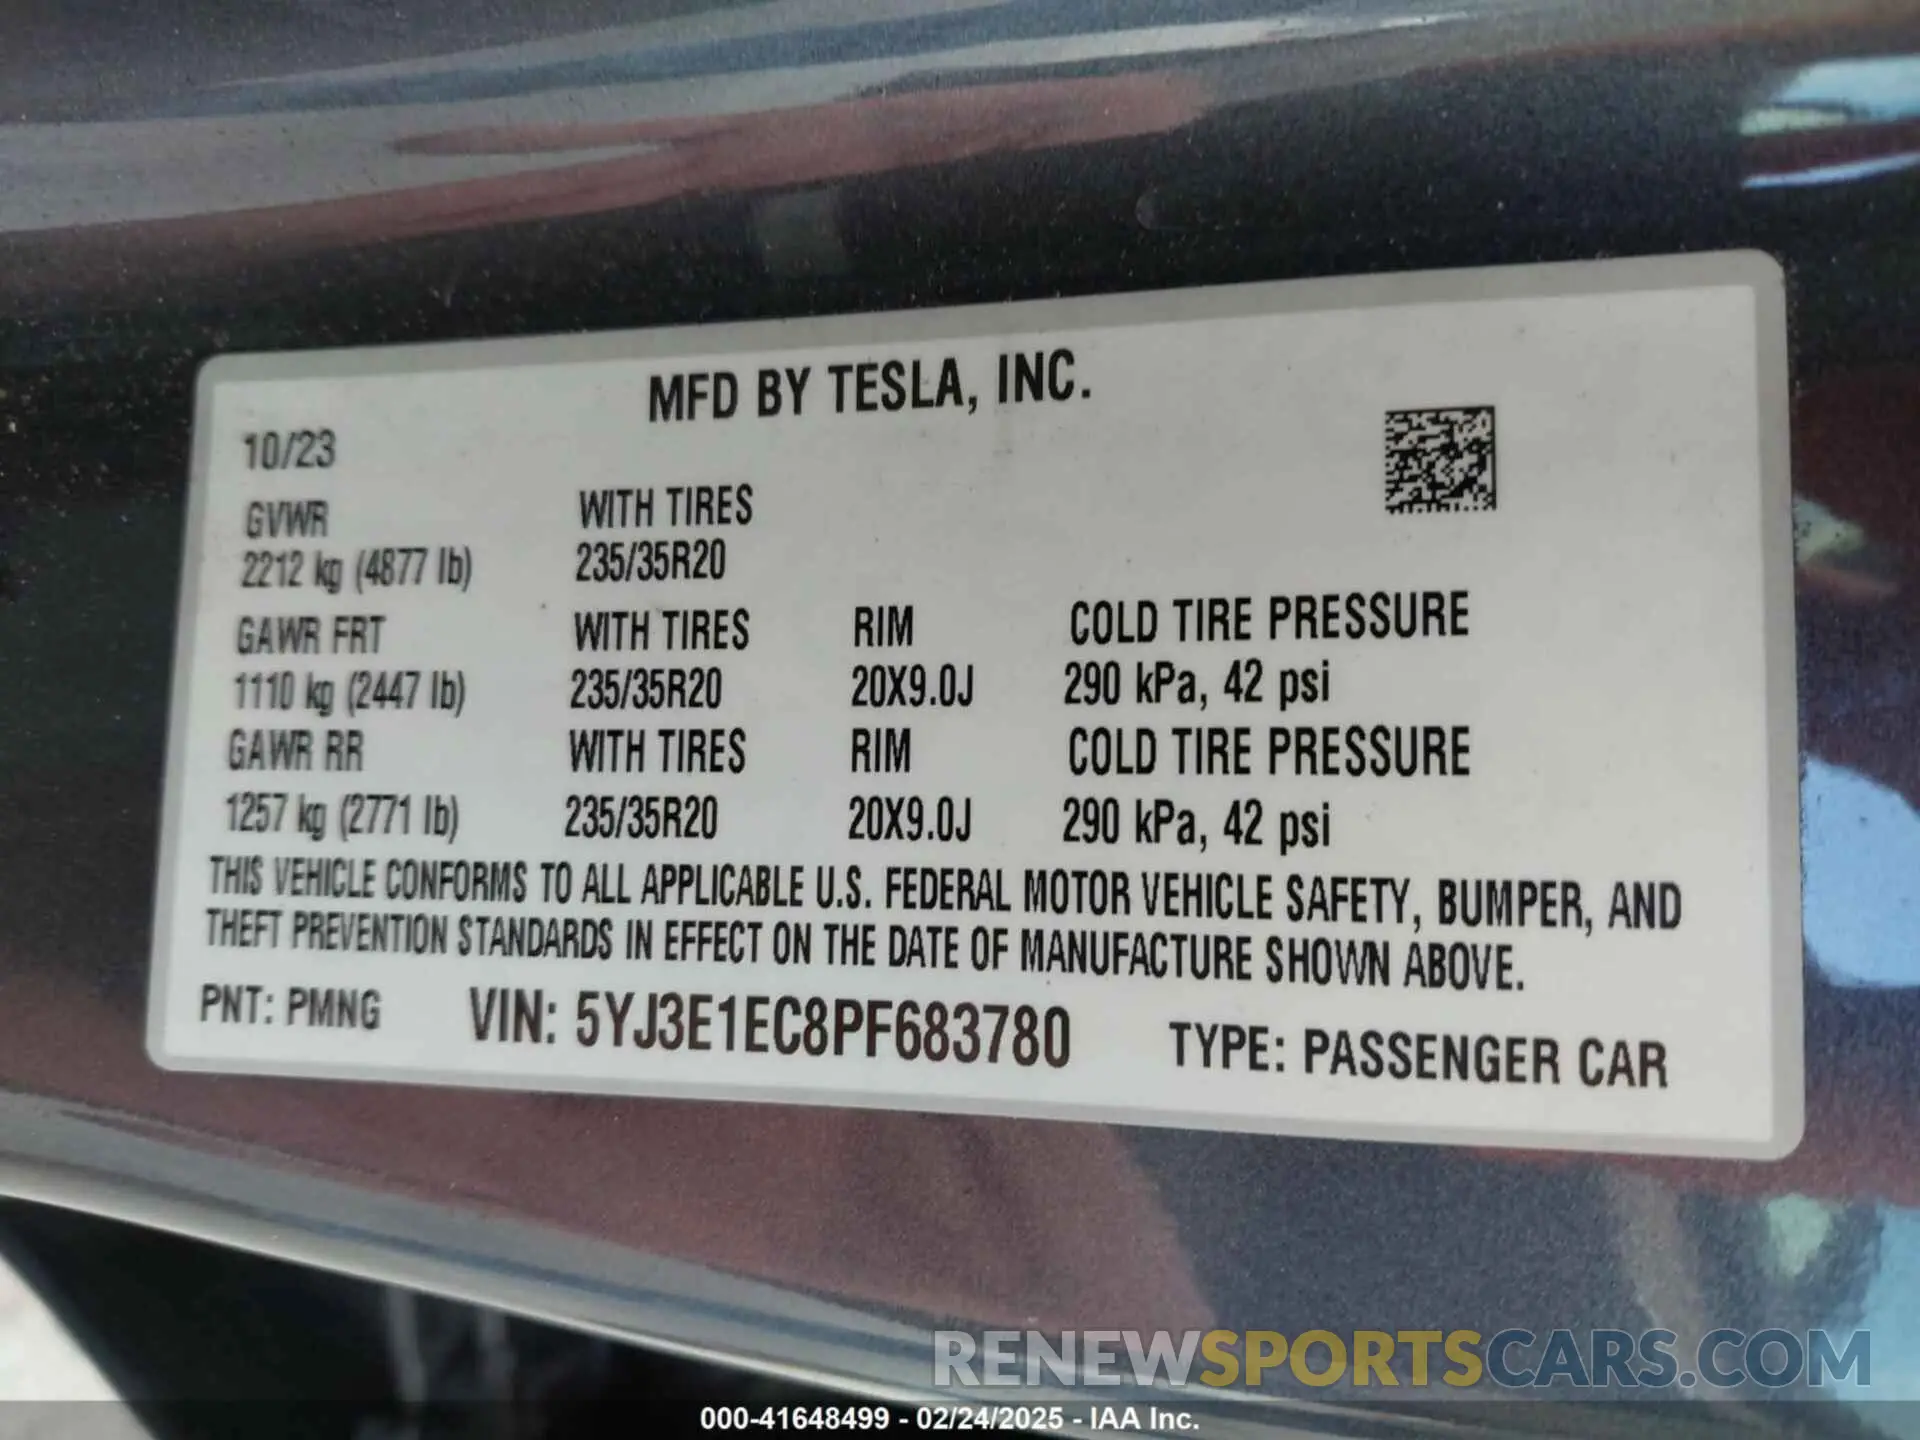 MFD BY TESLA, INC.
10/23
GVWR WITH TIRES
2212 kg (4877 lb) 235/35R20
GAWR FRT WITH TIRES RIM COLD TIRE PRESSURE
1110 kg (2447 lb) 235/35R20 20X9.0J 290 kPa, 42 psi
GAWR RR WITH TIRES RIM COLD TIRE PRESSURE
1257 kg (2771 lb) 235/35R20 20X9.0J 290 kPa, 42 psi
THIS VEHICLE CONFORMS TO ALL APPLICABLE U.S. FEDERAL MOTOR VEHICLE SAFETY, BUMPER, AND
THEFT PREVENTION STANDARDS IN EFFECT ON THE DATE OF MANUFACTURE SHOWN ABOVE.
PNT: PMNG VIN: 5YJ3E1EC8PF683780 TYPE: PASSENGER CAR
RENEWSPORTSCARS.COM
000-41648499 - 02/24/2025 - IAA Inc.